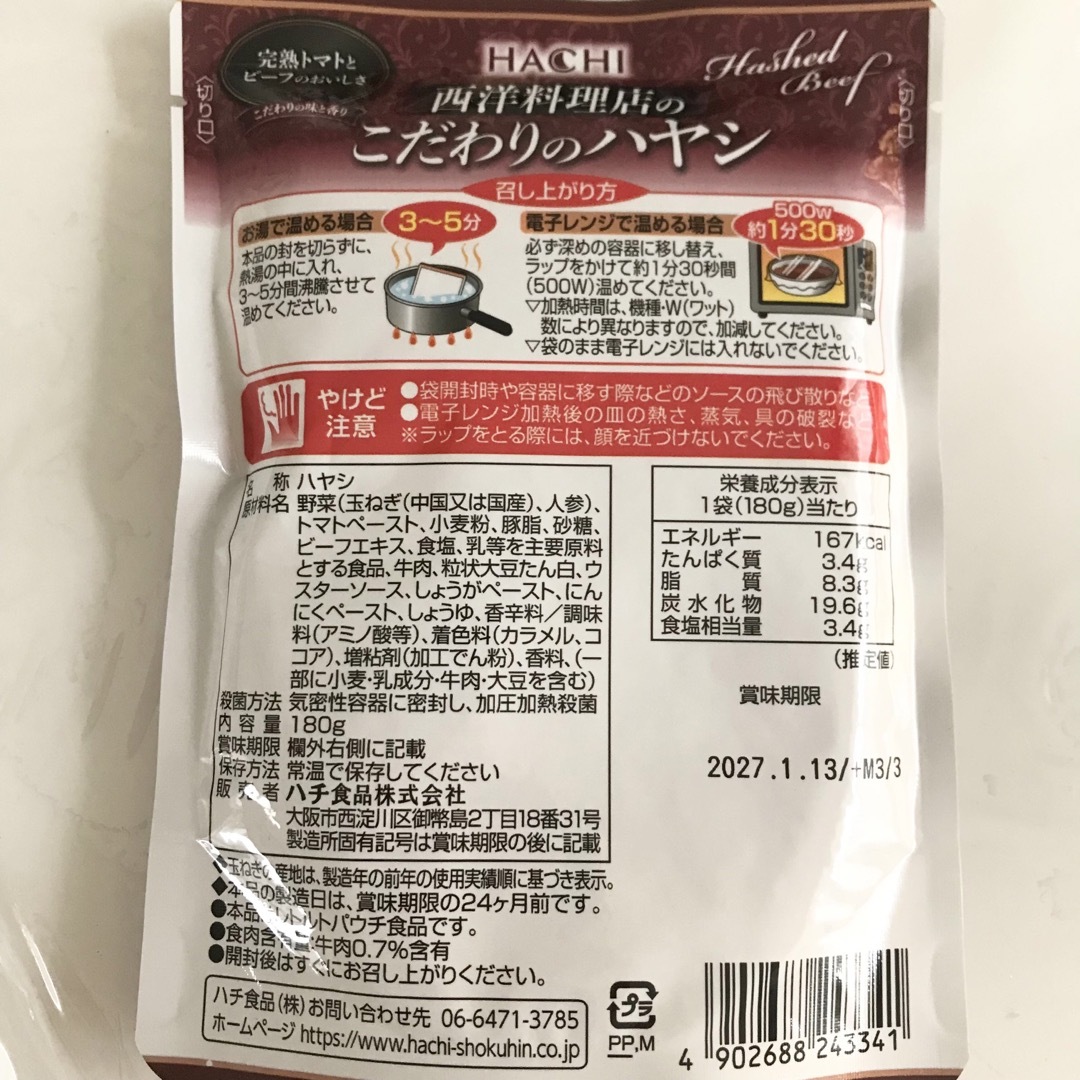 完熟トマトと
ビーフのおいしさ
こだわりの味と香り
HACHI
西洋料理店の
こだわりのハヤシ
Hashed
Beef
〈切り口〉
〈切り口〉
召し上がり方
お湯で温める場合
3〜5分
本品の封を切らずに、
熱湯の中に入れ、
3〜5分間沸騰させて
温めてください。
電子レンジで温める場合
500W
約1分30秒
必ず深めの容器に移し替え、
ラップをかけて約1分30秒間
(500W)温めてください。
▽加熱時間は、機種・W(ワット)
数により異なりますので、加減してください。
▽袋のまま電子レンジには入れないでください。
やけど
注意
●袋開封時や容器に移す際などのソースの飛び散りなど
●電子レンジ加熱後の皿の熱さ、蒸気、具の破裂など
※ラップをとる際には、顔を近づけないでください。
名称 ハヤシ
原材料名 野菜(玉ねぎ(中国又は国産)、人参)、
トマトペースト、小麦粉、豚脂、砂糖、
ビーフエキス、食塩、乳等を主要原料
とする食品、牛肉、粒状大豆たん白、ウ
スターソース、しょうがペースト、にん
にくペースト、しょうゆ、香辛料/調味
料(アミノ酸等)、着色料(カラメル、コ
コア)、増粘剤(加工でん粉)、香料、(一
部に小麦・乳成分・牛肉・大豆を含む)
殺菌方法 気密性容器に密封し、加圧加熱殺菌
内容量 180g
賞味期限 欄外右側に記載
保存方法 常温で保存してください
販売者 ハチ食品株式会社
大阪市西淀川区御幣島2丁目18番31号
製造所固有記号は賞味期限の後に記載
栄養成分表示
1袋(180g)当たり
エネルギー 167kcal
たんぱく質 3.4g
脂質 8.3g
炭水化物 19.6g
食塩相当量 3.4g
(推定値)
賞味期限
2027.1.13/+M3/3
◆玉ねぎの産地は、製造年の前年の使用実績順に基づき表示。
◆本品の製造日は、賞味期限の24ヶ月前です。
●本品はレトルトパウチ食品です。
●食肉含有量:牛肉0.7%含有
●開封後はすぐにお召し上がりください。
ハチ食品(株)お問い合わせ先 06-6471-3785
ホームページ https://www.hachi-shokuhin.co.jp
プラ
PP,M
4 902688 243341